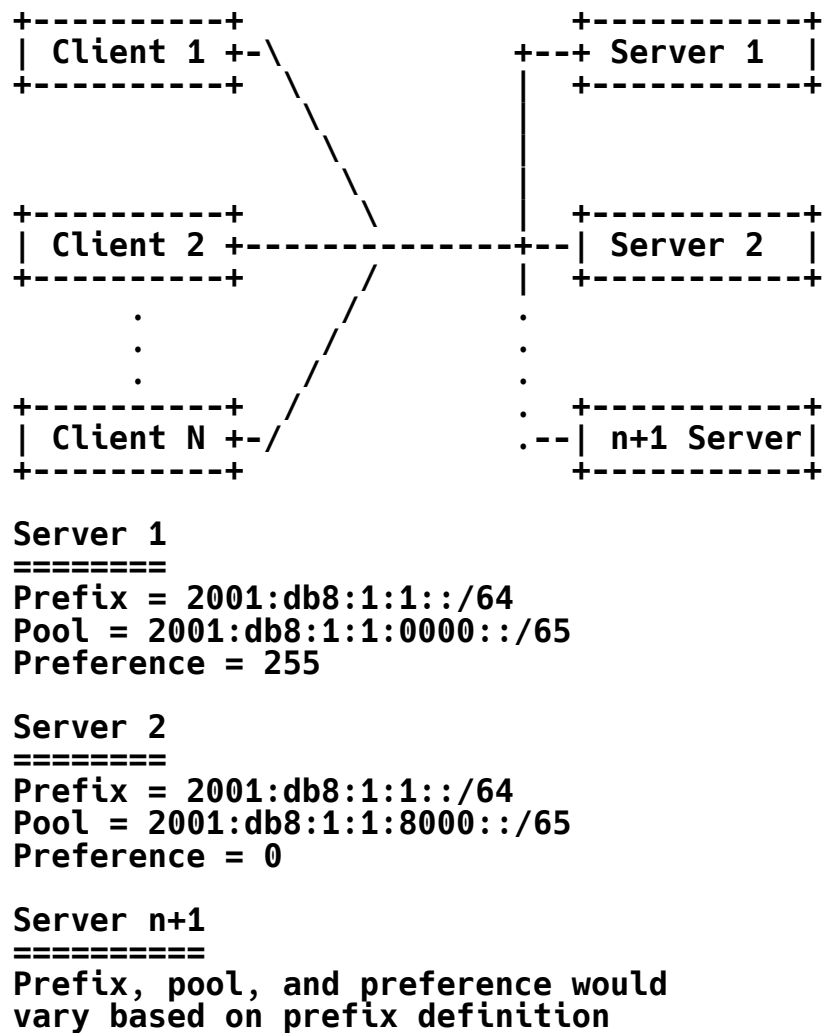 +----------+                 +-----------+
| Client 1 +-\            +--+ Server 1  |
+----------+  \           |  +-----------+
               \          |
                \         |
                 \        |
+----------+      \       |  +-----------+
| Client 2 +--------------+--| Server 2  |
+----------+      /       |  +-----------+
      .          /        .
      .         /         .
      .        /          .
+----------+  /           .  +-----------+
| Client N +-/            .--| n+1 Server|
+----------+                 +-----------+
Server 1
========
Prefix = 2001:db8:1:1::/64
Pool = 2001:db8:1:1:0000::/65
Preference = 255
Server 2
========
Prefix = 2001:db8:1:1::/64
Pool = 2001:db8:1:1:8000::/65
Preference = 0
Server n+1
==========
Prefix, pool, and preference would
vary based on prefix definition